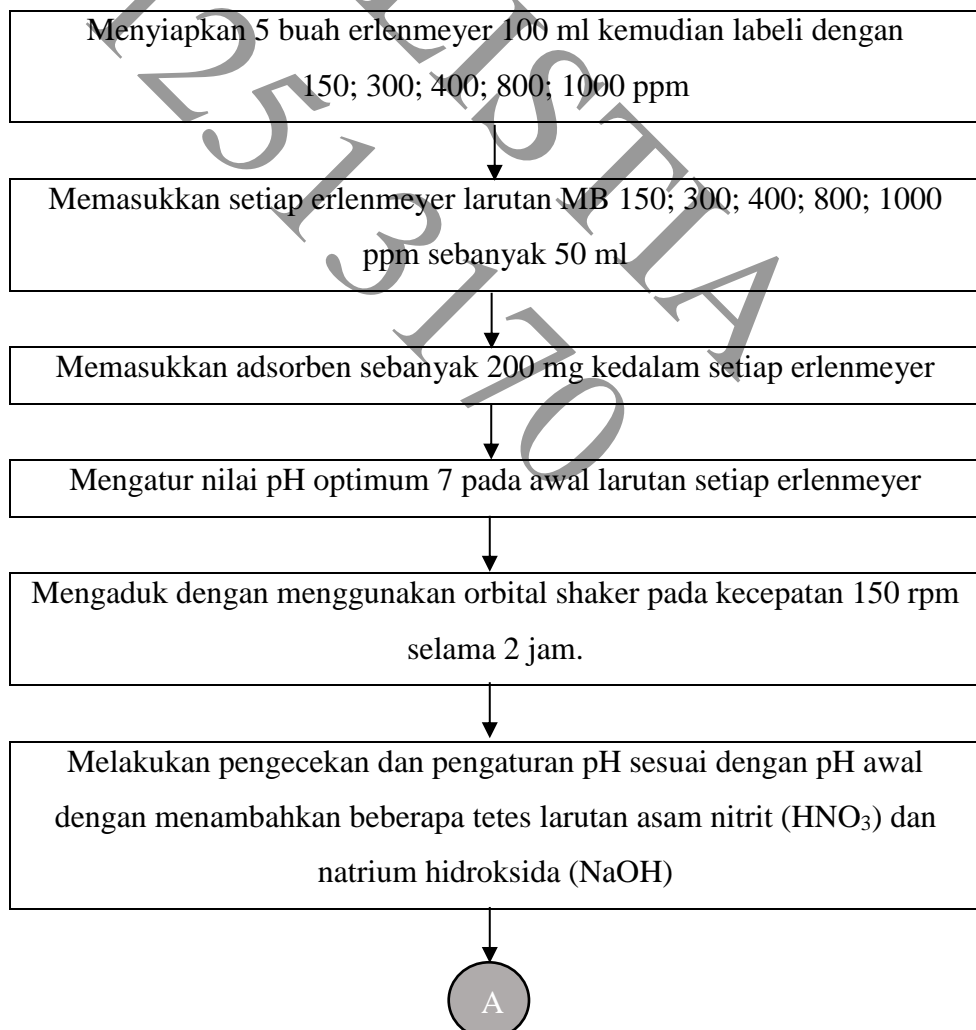 Menyiapkan 5 buah erlenmeyer 100 ml kemudian labeli dengan
150; 300; 400; 800; 1000 ppm
Memasukkan setiap erlenmeyer larutan MB 150; 300; 400; 800; 1000
ppm sebanyak 50 ml
Memasukkan adsorben sebanyak 200 mg kedalam setiap erlenmeyer
Mengatur nilai pH optimum 7 pada awal larutan setiap erlenmeyer
Mengaduk dengan menggunakan orbital shaker pada kecepatan 150 rpm
selama 2 jam.
Melakukan pengecekan dan pengaturan pH sesuai dengan pH awal
dengan menambahkan beberapa tetes larutan asam nitrit (HNO₃) dan
natrium hidroksida (NaOH)
A